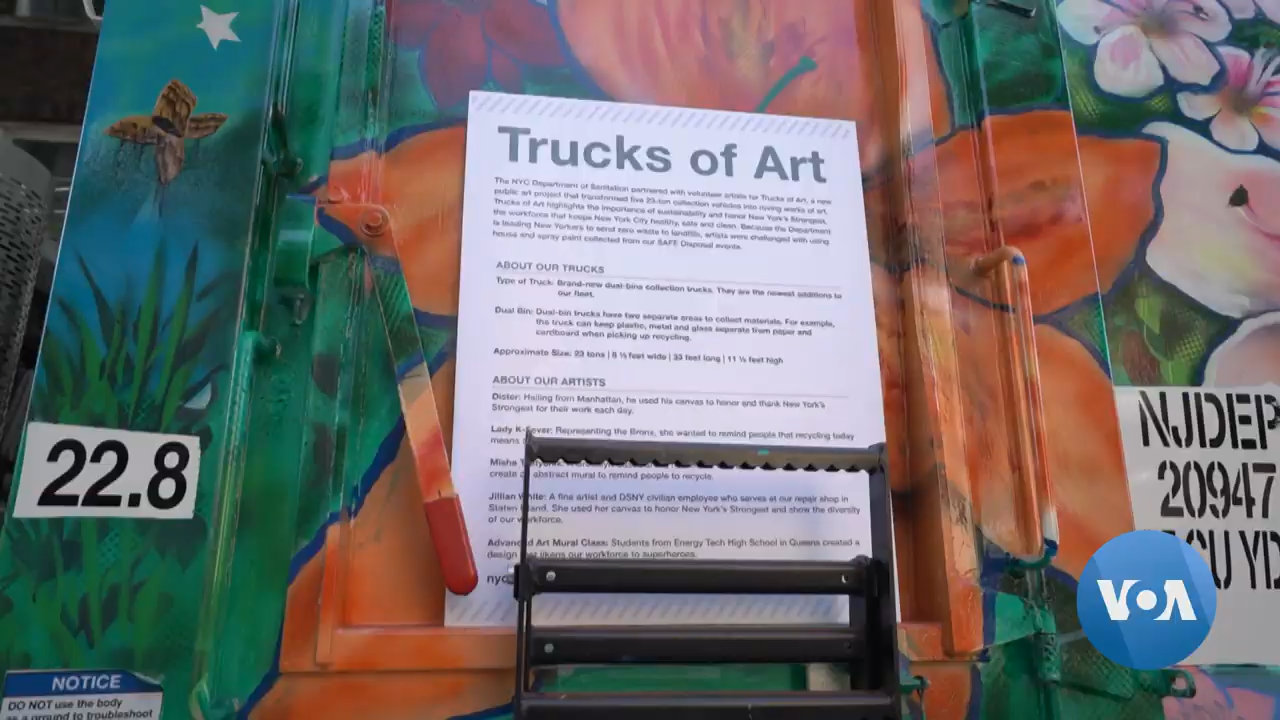 Trucks of Art
The NYC Department of Sanitation partnered with volunteer artists for Trucks of Art, a new
public art project that transformed five 23-ton collection vehicles into roving works of art.
Trucks of Art highlights the importance of sustainability and honor New York's Strongest,
the workforce that keeps New York City healthy, safe and clean. Because the Department
is leading New Yorkers to send zero waste to landfills, artists were challenged with using
house and spray paint collected from our SAFE Disposal events.
ABOUT OUR TRUCKS
Type of Truck: Brand-new dual-bins collection trucks. They are the newest additions to
our fleet.
Dual Bin: Dual-bin trucks have two separate areas to collect materials. For example,
the truck can keep plastic, metal and glass separate from paper and
cardboard when picking up recycling.
Approximate Size: 23 tons | 8 ½ feet wide | 33 feet long | 11 ½ feet high
ABOUT OUR ARTISTS
Dister: Hailing from Manhattan, he used his canvas to honor and thank New York's
Strongest for their work each day.
Lady K-Fever: Representing the Bronx, she wanted to remind people that recycling today
means
Misha
create abstract mural to remind people to recycle.
Jillian White: A fine artist and DSNY civilian employee who serves at our repair shop in
Staten Island. She used her canvas to honor New York's Strongest and show the diversity
of our workforce.
Advanced Art Mural Class: Students from Energy Tech High School in Queens created a
design that likens our workforce to superheroes.
nyc
22.8
NJDEP
20947
CU YD
VOA
NOTICE
DO NOT use the body
as a ground to troubleshoot